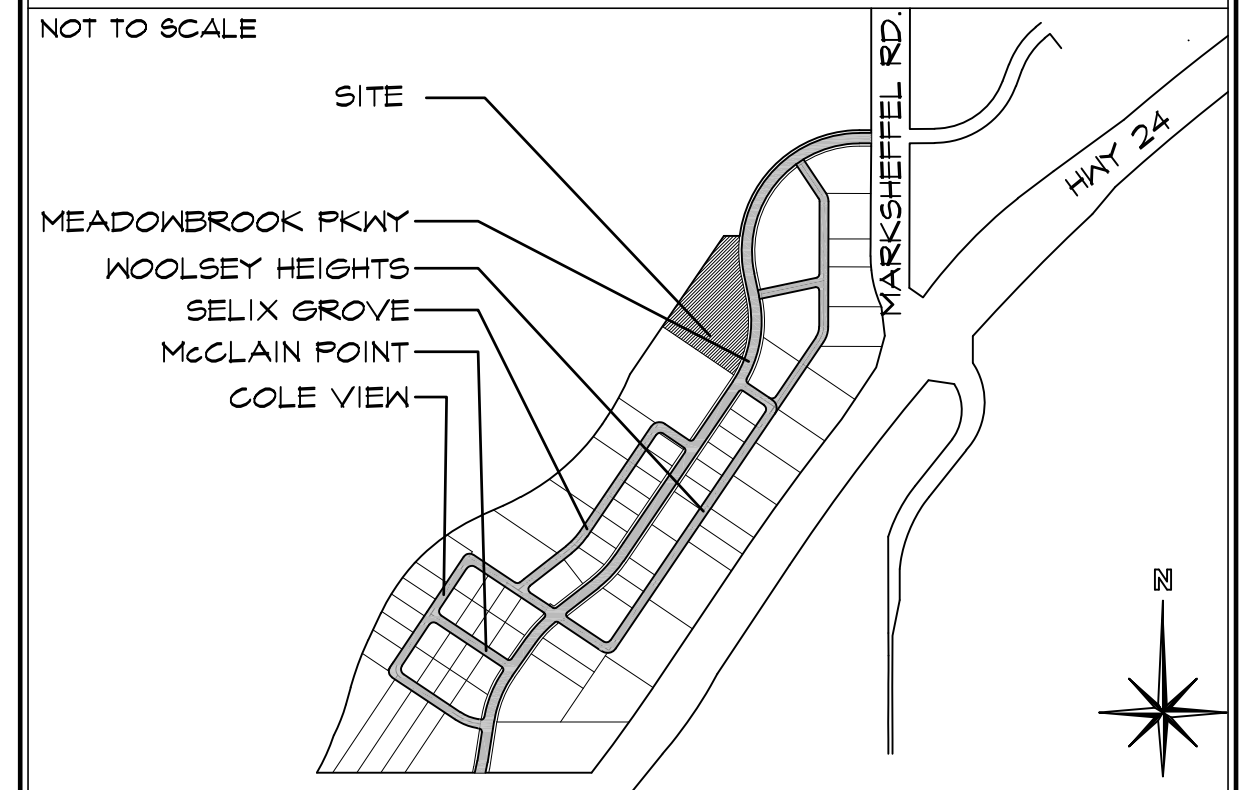 NOT TO SCALE
SITE
MEADOWBROOK PKWY
WOOLSEY HEIGHTS
SELIX GROVE
McCLAIN POINT
COLE VIEW
MARKSHEFFEL RD.
HWY 24
N